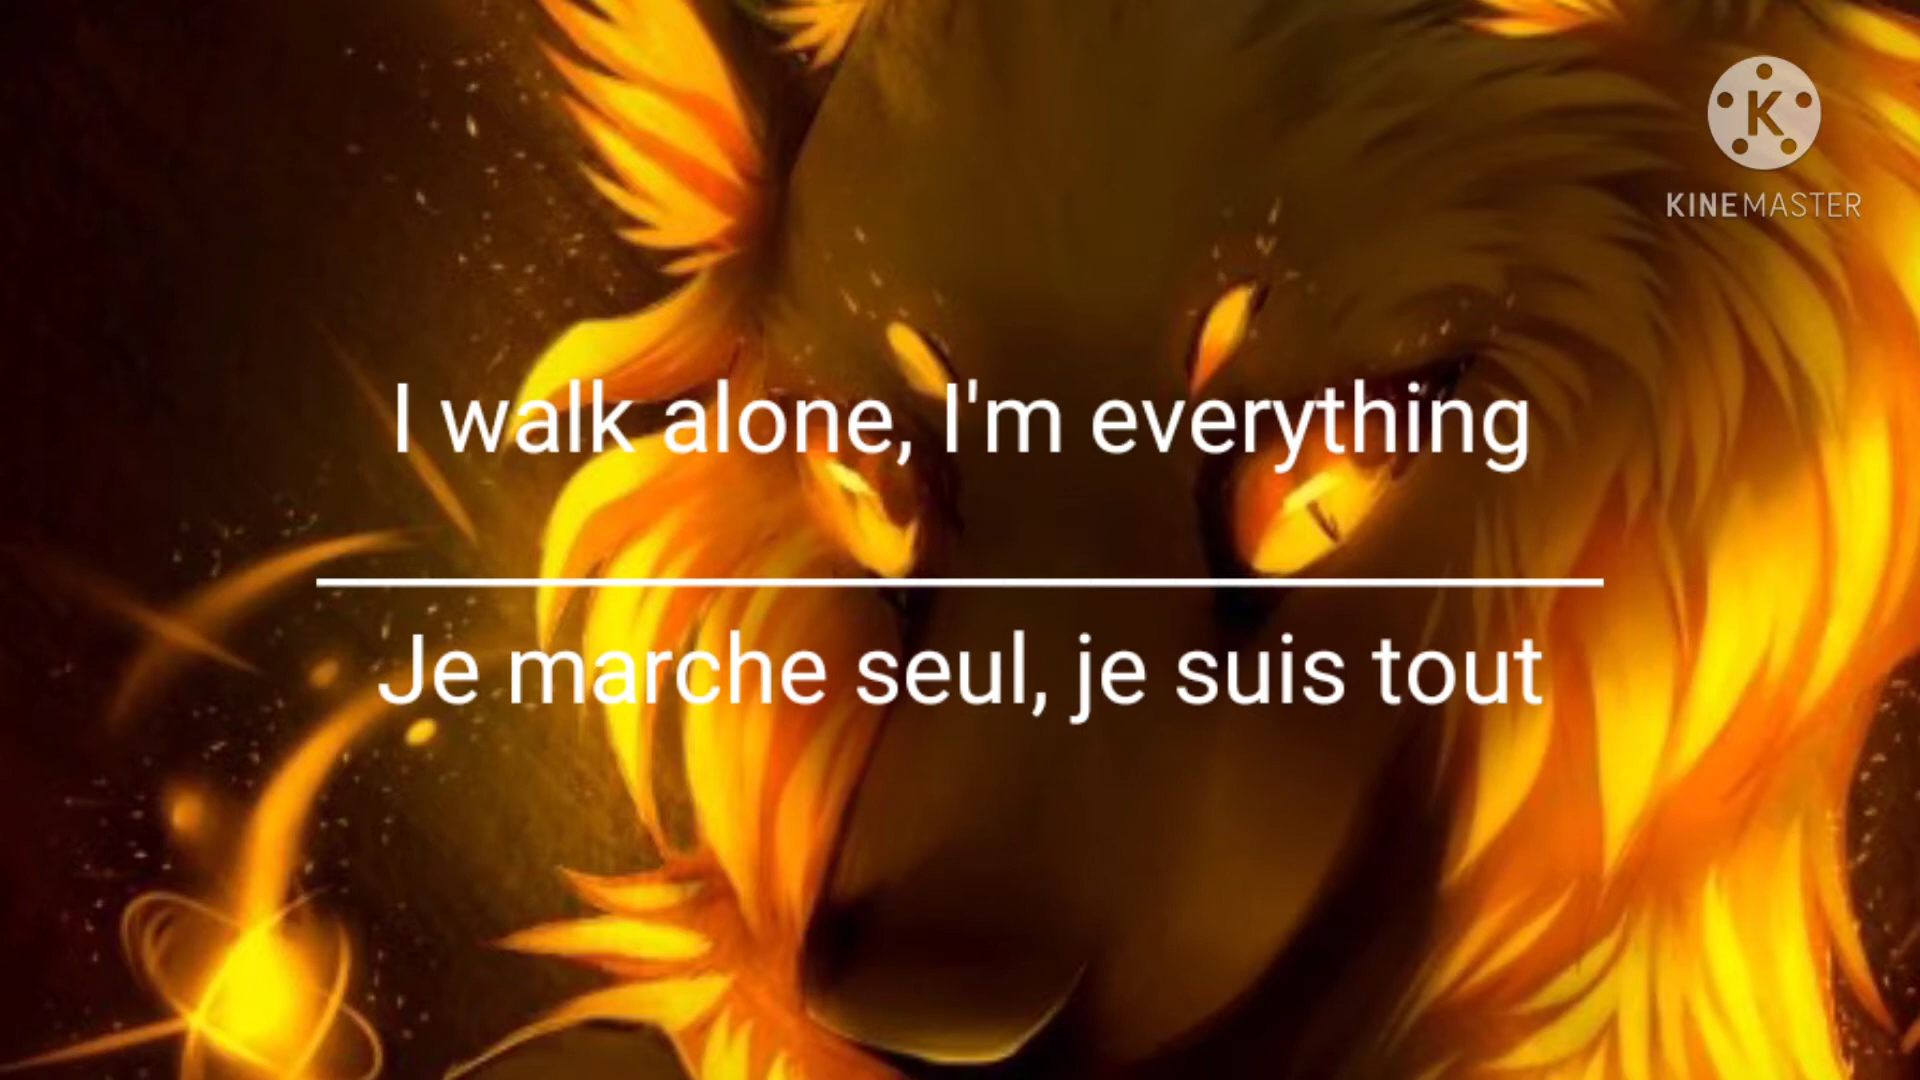 K
KINEMASTER
I walk alone, I'm everything
Je marche seul, je suis tout